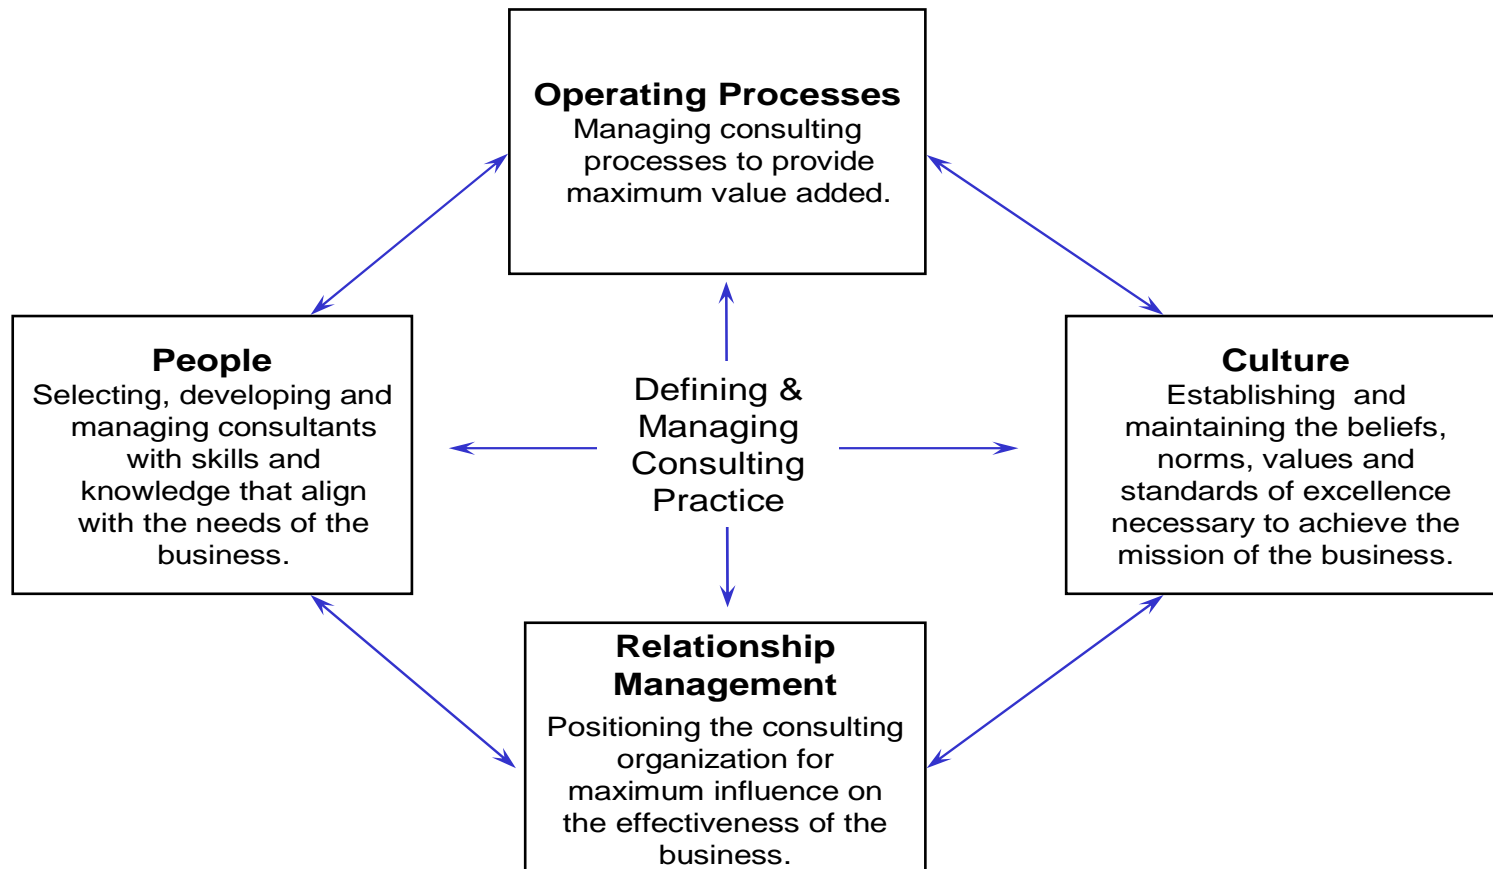 Operating Processes
Managing consulting
processes to provide
maximum value added.
People
Selecting, developing and
managing consultants
with skills and
knowledge that align
with the needs of the
business.
Defining &
Managing
Consulting
Practice
Culture
Establishing  and
maintaining the beliefs,
norms, values and
standards of excellence
necessary to achieve the
mission of the business.
Relationship
Management
Positioning the consulting
organization for
maximum influence on
the effectiveness of the
business.